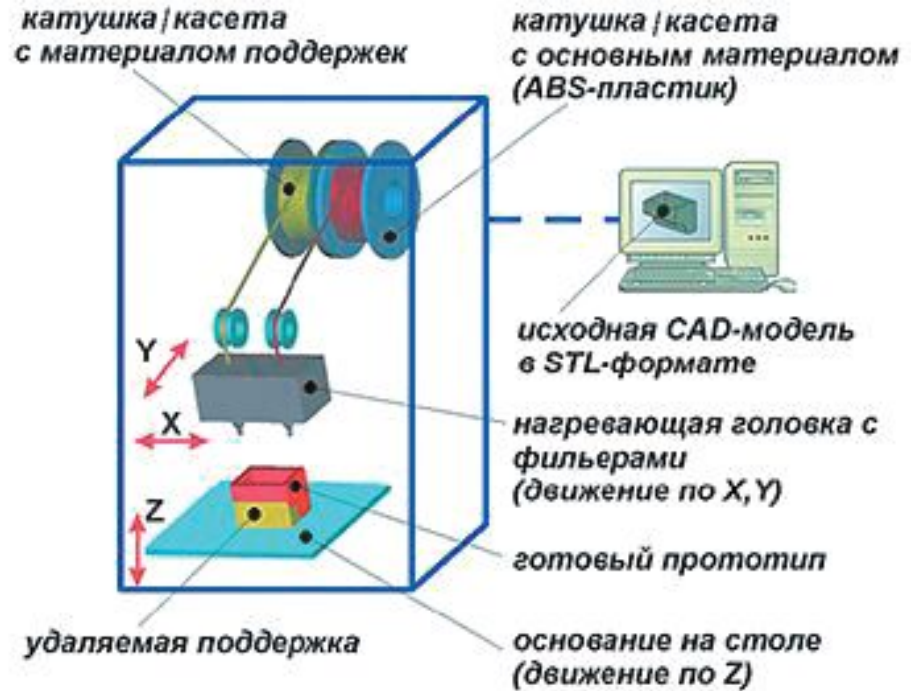 катушка/касета
с материалом поддержек
катушка/касета
с основным материалом
(ABS-пластик)
исходная CAD-модель
в STL-формате
Y
X
нагревающая головка с
фильерами
(движение по X,Y)
Z
готовый прототип
удаляемая поддержка
основание на столе
(движение по Z)